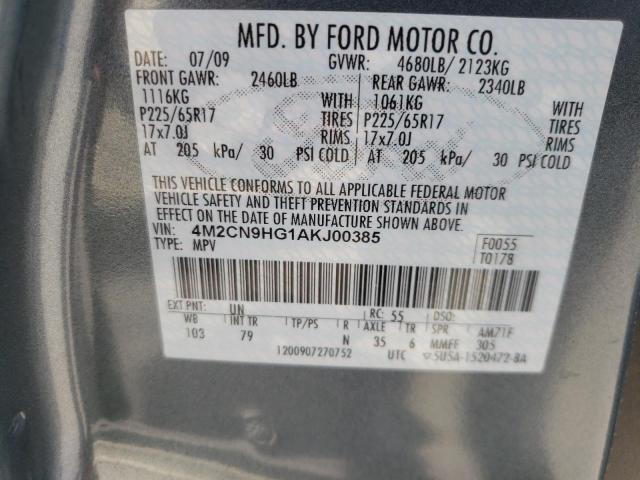 MFD. BY FORD MOTOR CO.
DATE: 07/09 GVWR: 4680LB/ 2123KG
FRONT GAWR: 2460LB REAR GAWR: 2340LB
1116KG WITH 1061KG WITH
P225/65R17 TIRES P225/65R17 TIRES
17x7.0J RIMS 17x7.0J RIMS
AT 205 kPa/ 30 PSI COLD AT 205 kPa/ 30 PSI COLD
THIS VEHICLE CONFORMS TO ALL APPLICABLE FEDERAL MOTOR
VEHICLE SAFETY AND THEFT PREVENTION STANDARDS IN
EFFECT ON THE DATE OF MANUFACTURE SHOWN ABOVE.
VIN: 4M2CN9HG1AKJ00385 F0055
TYPE: MPV T0178
EXT PNT: UN RC: 55 DSO:
WB INT TR TP/PS R AXLE TR SPR AM71F
103 79 N 35 6 MMFF 305
1200907270752 UTC 5U5A-1520472-8A